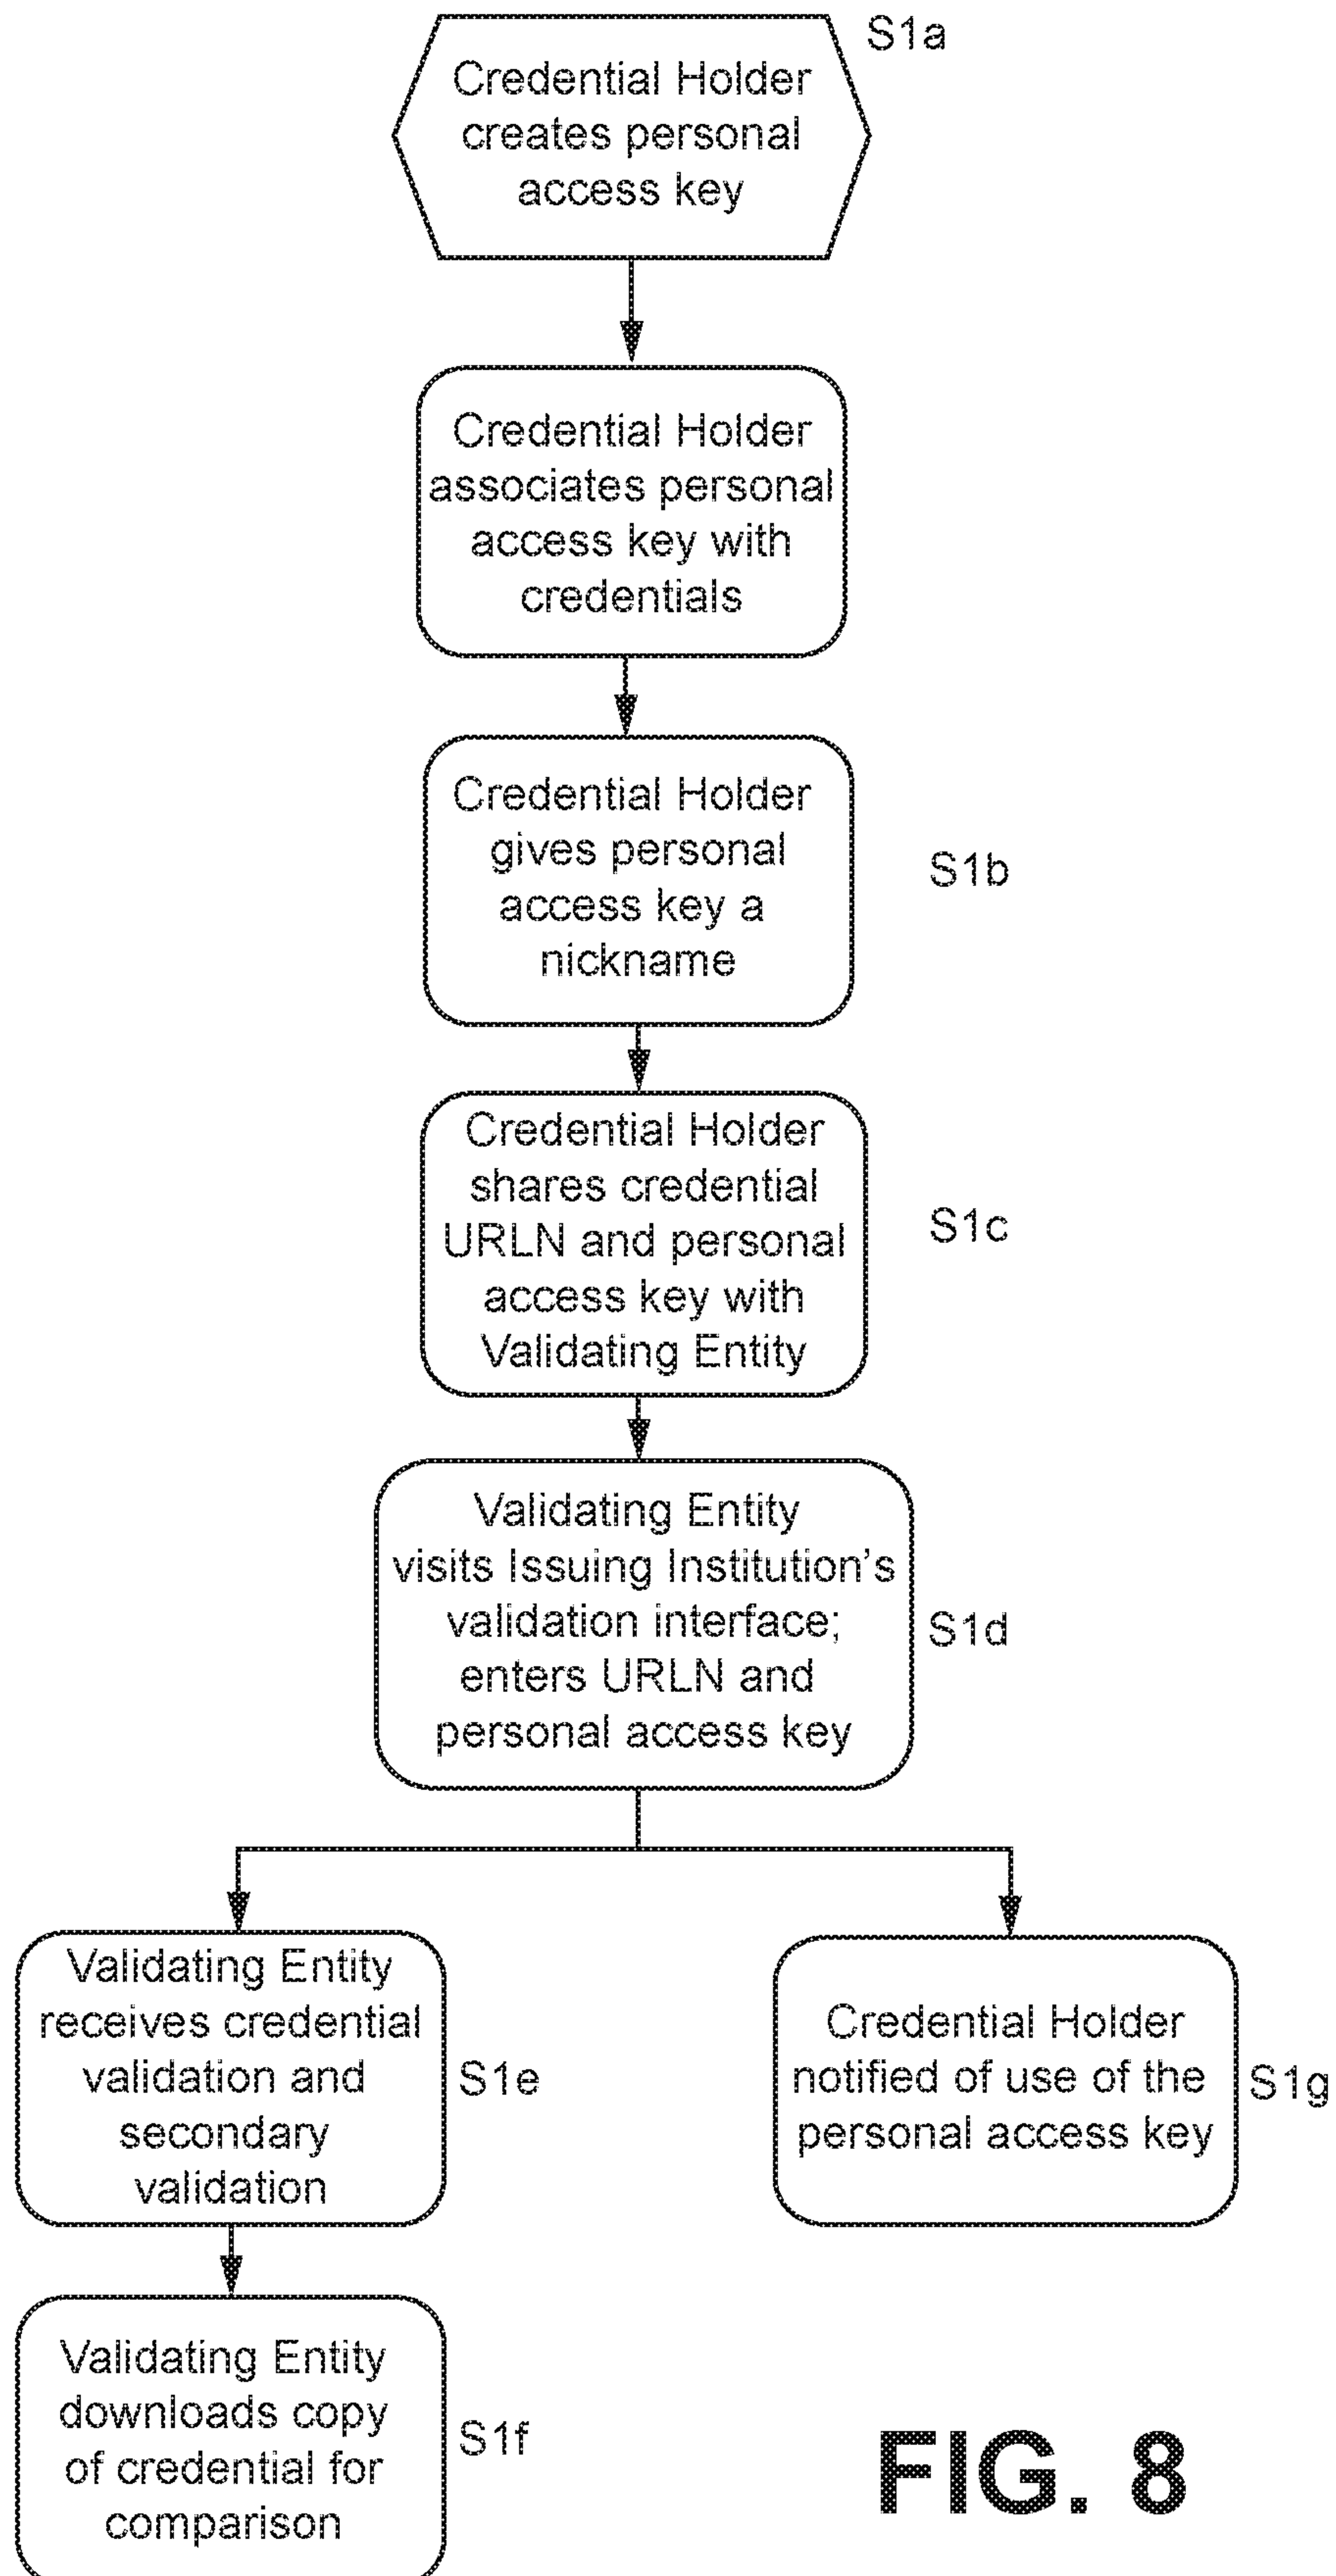 S1a
Credential Holder
creates personal
access key
Credential Holder
associates personal
access key with
credentials
Credential Holder
gives personal
access key a
nickname
S1b
Credential Holder
shares credential
URLN and personal
access key with
Validating Entity
S1c
Validating Entity
visits Issuing Institution's
validation interface;
enters URLN and
personal access key
S1d
Validating Entity
receives credential
validation and
secondary
validation
S1e
Credential Holder
notified of use of the
personal access key
S1g
Validating Entity
downloads copy
of credential for
comparison
S1f
FIG. 8